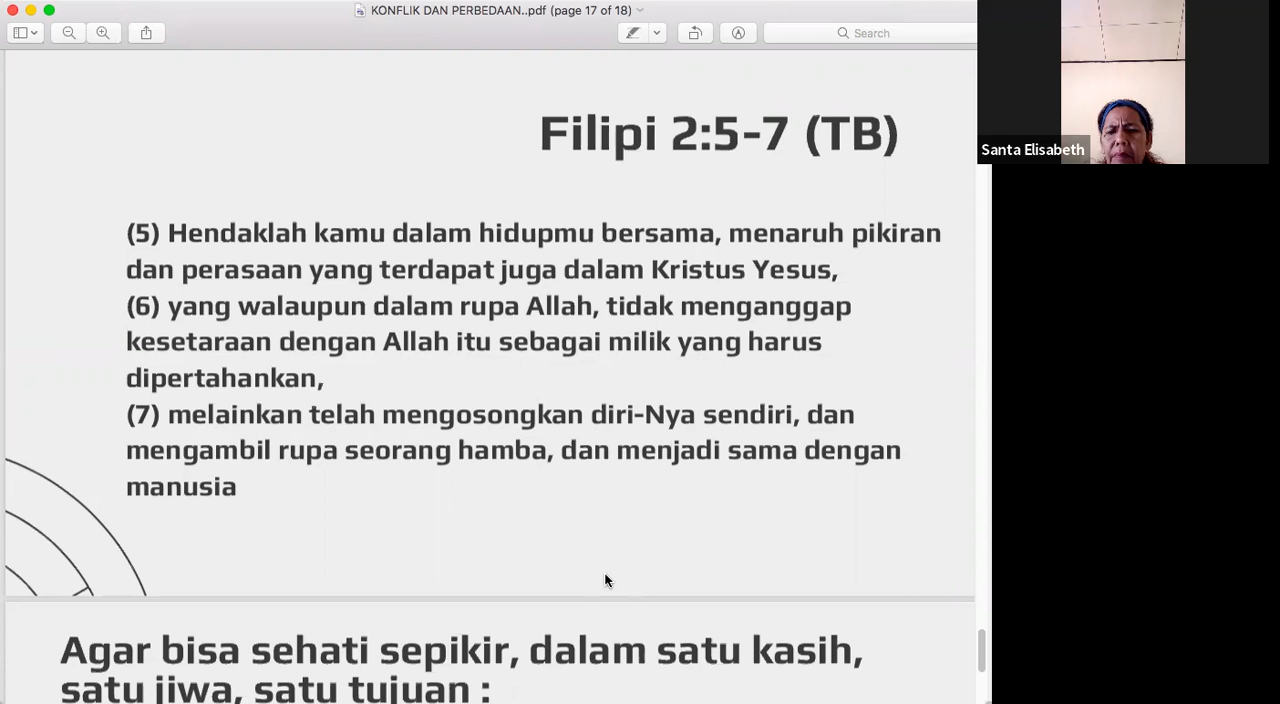 KONFLIK DAN PERBEDAAN..pdf (page 17 of 18)
Search
Santa Elisabeth
Filipi 2:5-7 (TB)
(5) Hendaklah kamu dalam hidupmu bersama, menaruh pikiran
dan perasaan yang terdapat juga dalam Kristus Yesus,
(6) yang walaupun dalam rupa Allah, tidak menganggap
kesetaraan dengan Allah itu sebagai milik yang harus
dipertahankan,
(7) melainkan telah mengosongkan diri-Nya sendiri, dan
mengambil rupa seorang hamba, dan menjadi sama dengan
manusia
Agar bisa sehati sepikir, dalam satu kasih,
satu jiwa, satu tujuan :